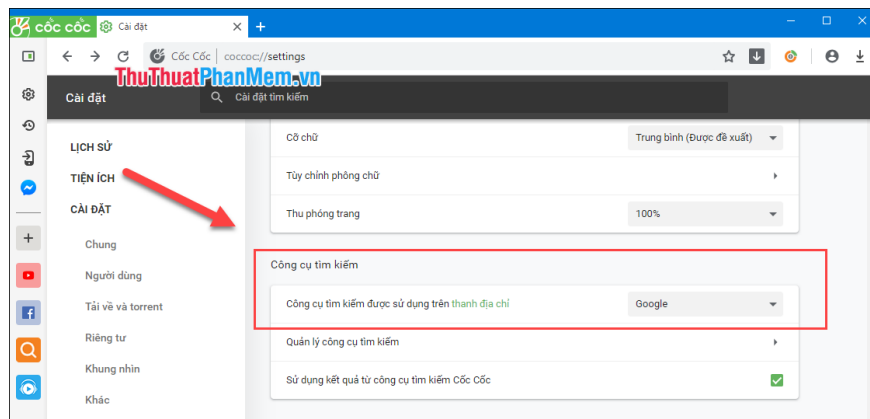 cốc cốc Cài đặt
Cốc Cốc coccoc://settings
ThuThuatPhanMem.vn
Cài đặt Cài đặt tìm kiếm
LỊCH SỬ
TIỆN ÍCH
CÀI ĐẶT
Chung
Người dùng
Tải về và torrent
Riêng tư
Khung nhìn
Khác
Cỡ chữ Trung bình (Được đề xuất)
Tùy chỉnh phông chữ
Thu phóng trang 100%
Công cụ tìm kiếm
Công cụ tìm kiếm được sử dụng trên thanh địa chỉ Google
Quản lý công cụ tìm kiếm
Sử dụng kết quả từ công cụ tìm kiếm Cốc Cốc